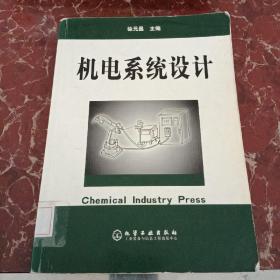 徐元昌 主编
机电系统设计
Chemical Industry Press
化学工业出版社
工业装备与信息工程出版中心